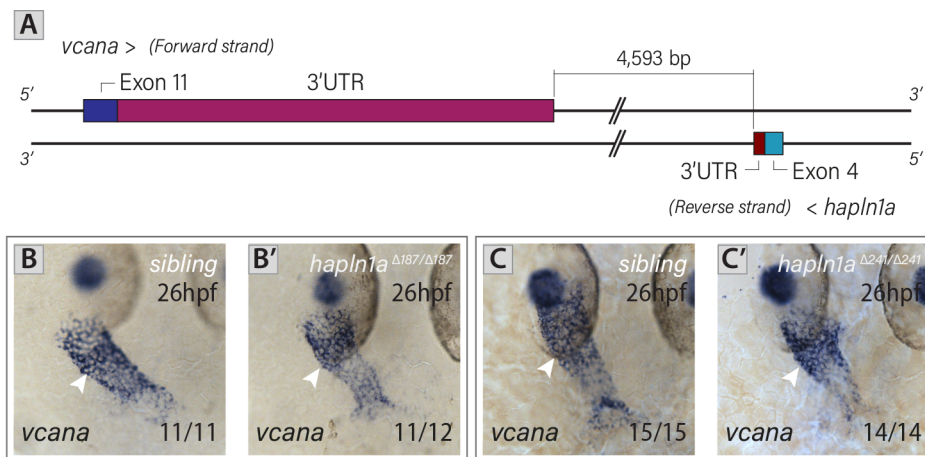 A
vcana > (Forward strand)
Exon 11
3’UTR
4,593 bp
5’
3’
3’
5’
3’UTR
Exon 4
(Reverse strand) < hapln1a
B
sibling
26hpf
vcana
11/11
B’
hapln1a Δ187/Δ187
26hpf
vcana
11/12
C
sibling
26hpf
vcana
15/15
C’
hapln1a Δ241/Δ241
26hpf
vcana
14/14